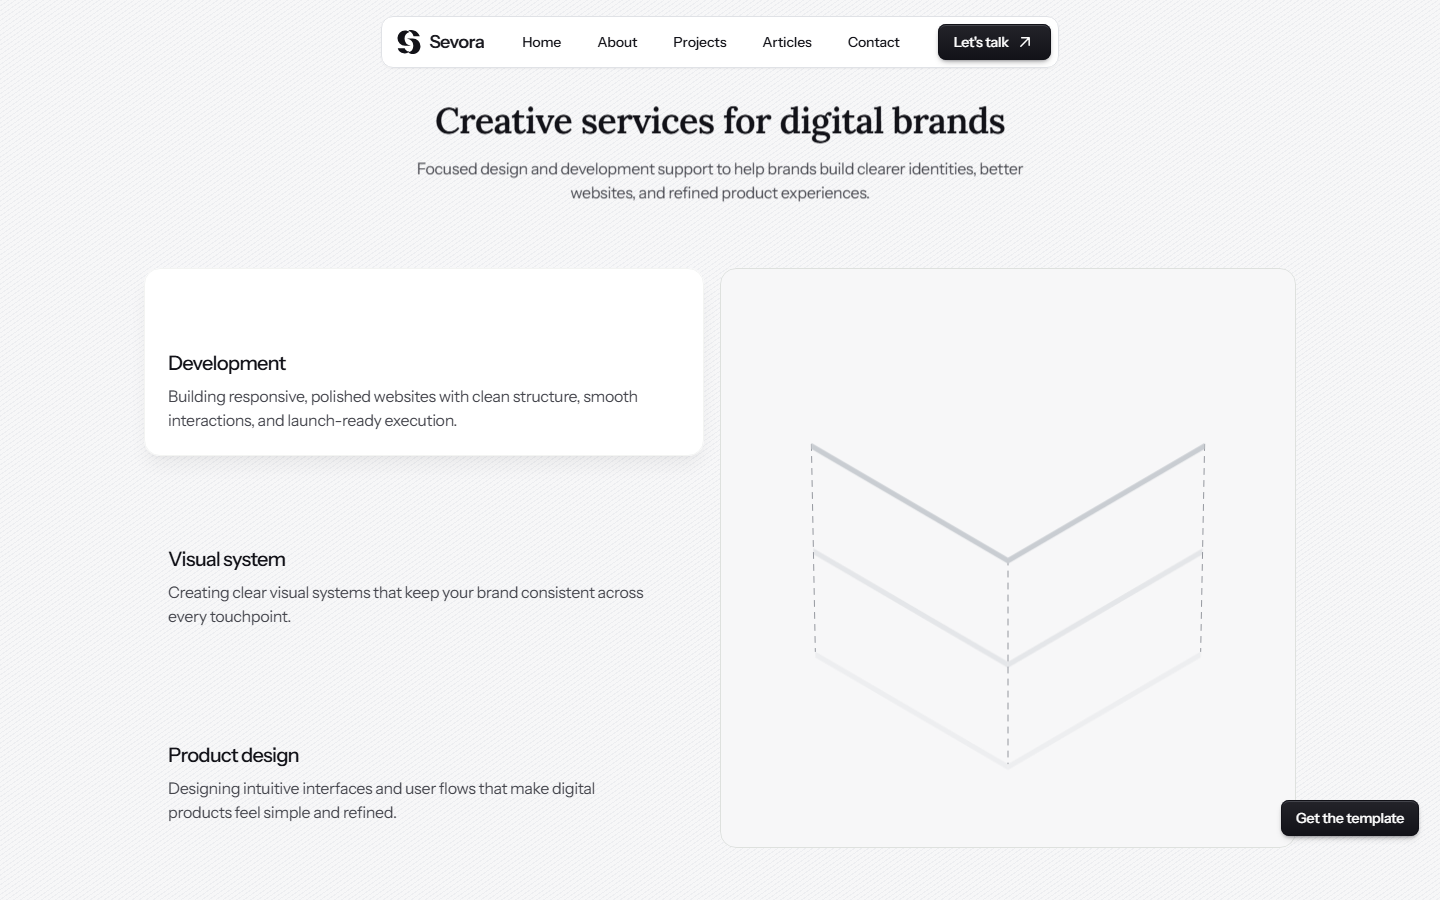 Sevora
Home
About
Projects
Articles
Contact
Let's talk
Creative services for digital brands
Focused design and development support to help brands build clearer identities, better
websites, and refined product experiences.
Development
Building responsive, polished websites with clean structure, smooth
interactions, and launch-ready execution.
Visual system
Creating clear visual systems that keep your brand consistent across
every touchpoint.
Product design
Designing intuitive interfaces and user flows that make digital
products feel simple and refined.
Get the template